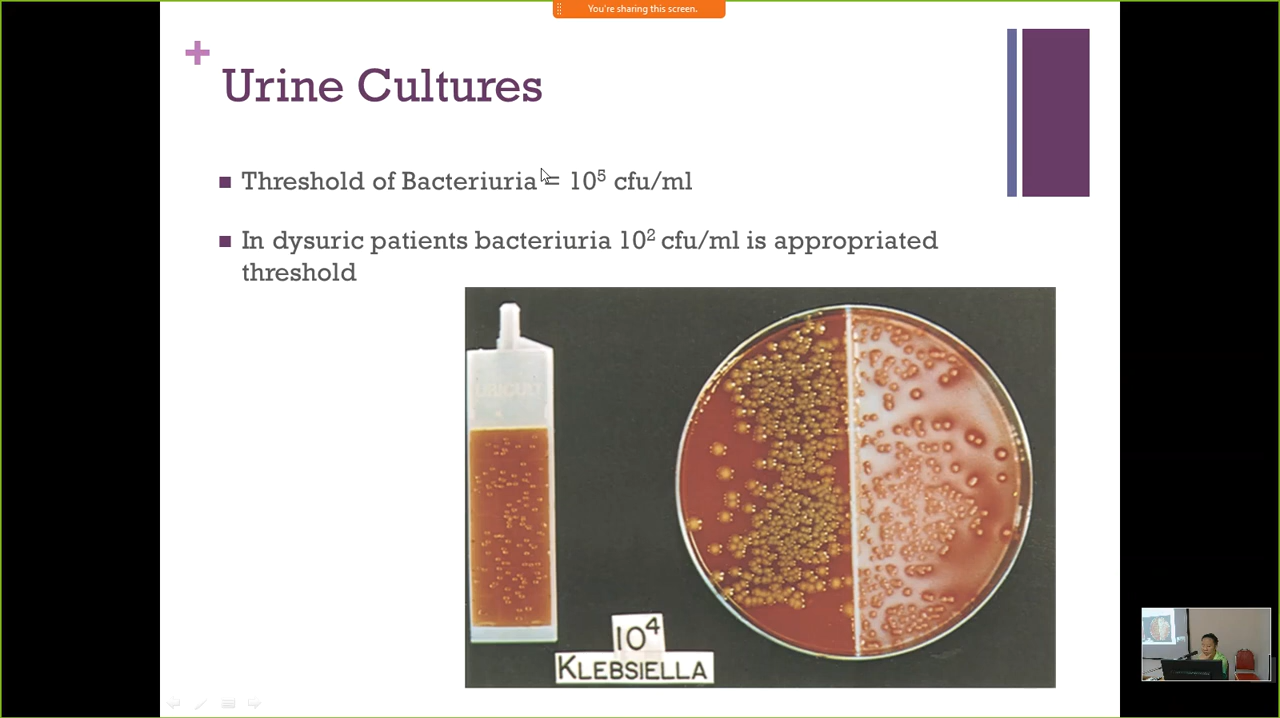 You're sharing this screen.
+
Urine Cultures
Threshold of Bacteriuria = 10⁵ cfu/ml
In dysuric patients bacteriuria 10² cfu/ml is appropriated
threshold
URICULT
10⁴
KLEBSIELLA